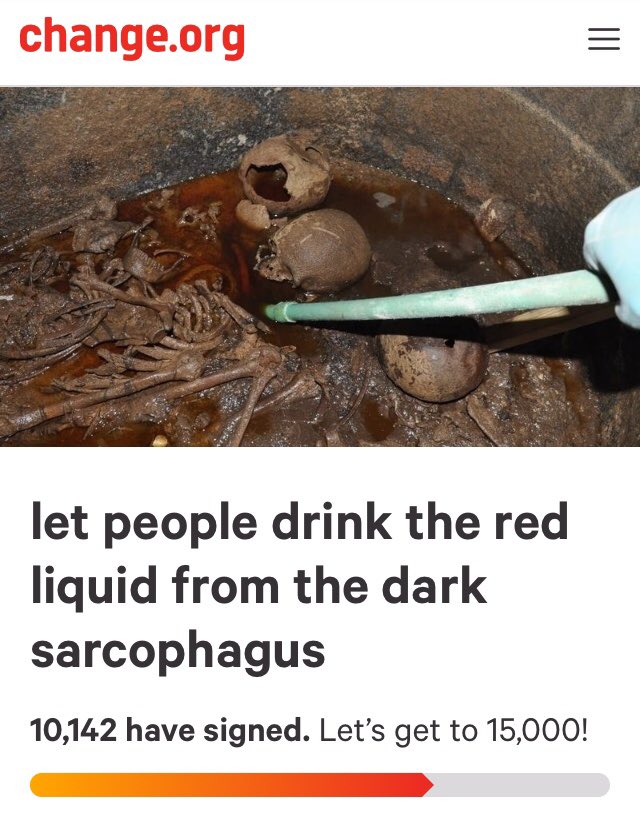 change.org
let people drink the red
liquid from the dark
sarcophagus
10,142 have signed. Let’s get to 15,000!